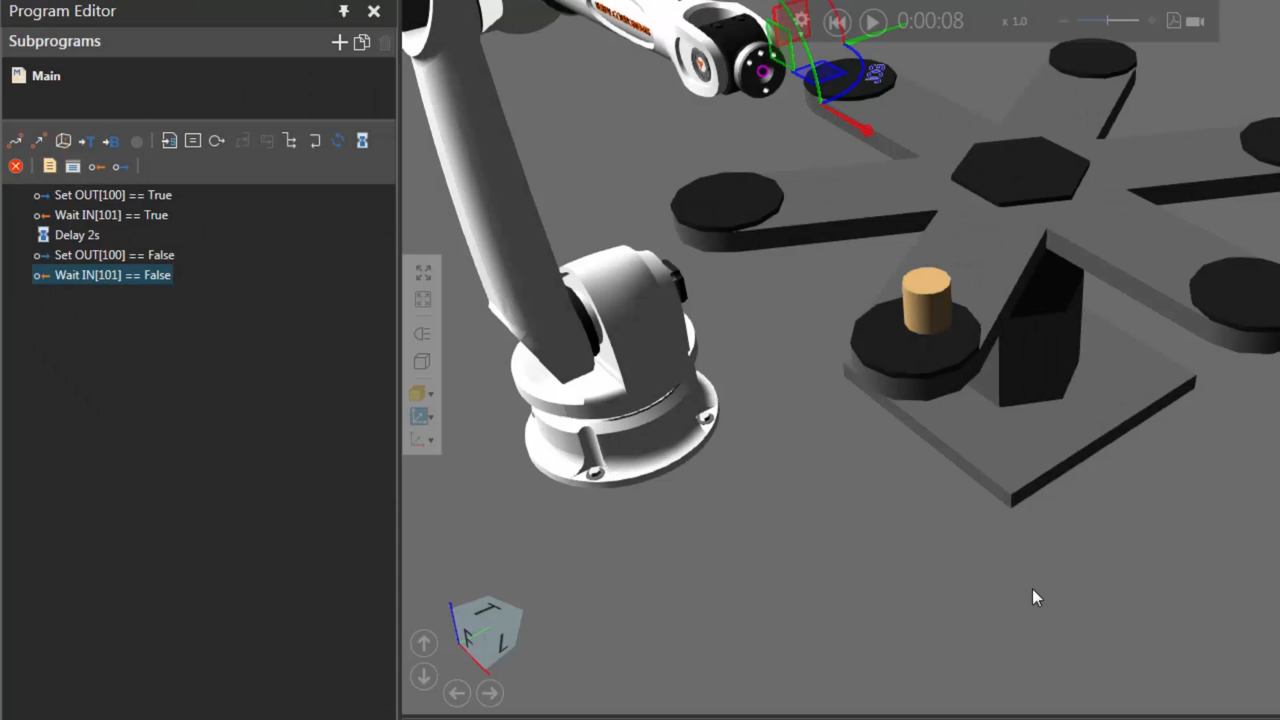 Program Editor
Subprograms
Main
Set OUT[100] == True
Wait IN[101] == True
Delay 2s
Set OUT[100] == False
Wait IN[101] == False
0:00:08
x 1.0
T
F
L